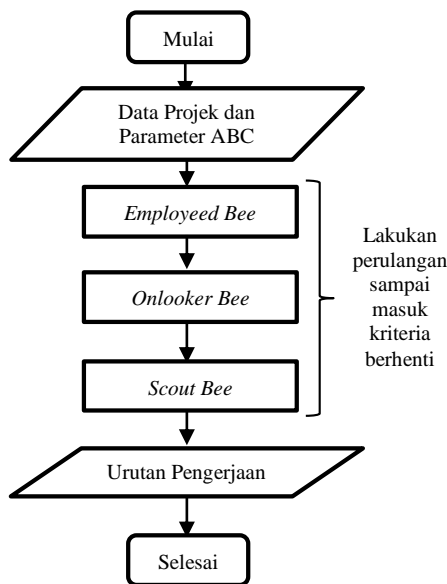 Mulai
Data Projek dan
Parameter ABC
Employeed Bee
Onlooker Bee
Scout Bee
Lakukan
perulangan
sampai
masuk
kriteria
berhenti
Urutan Pengerjaan
Selesai